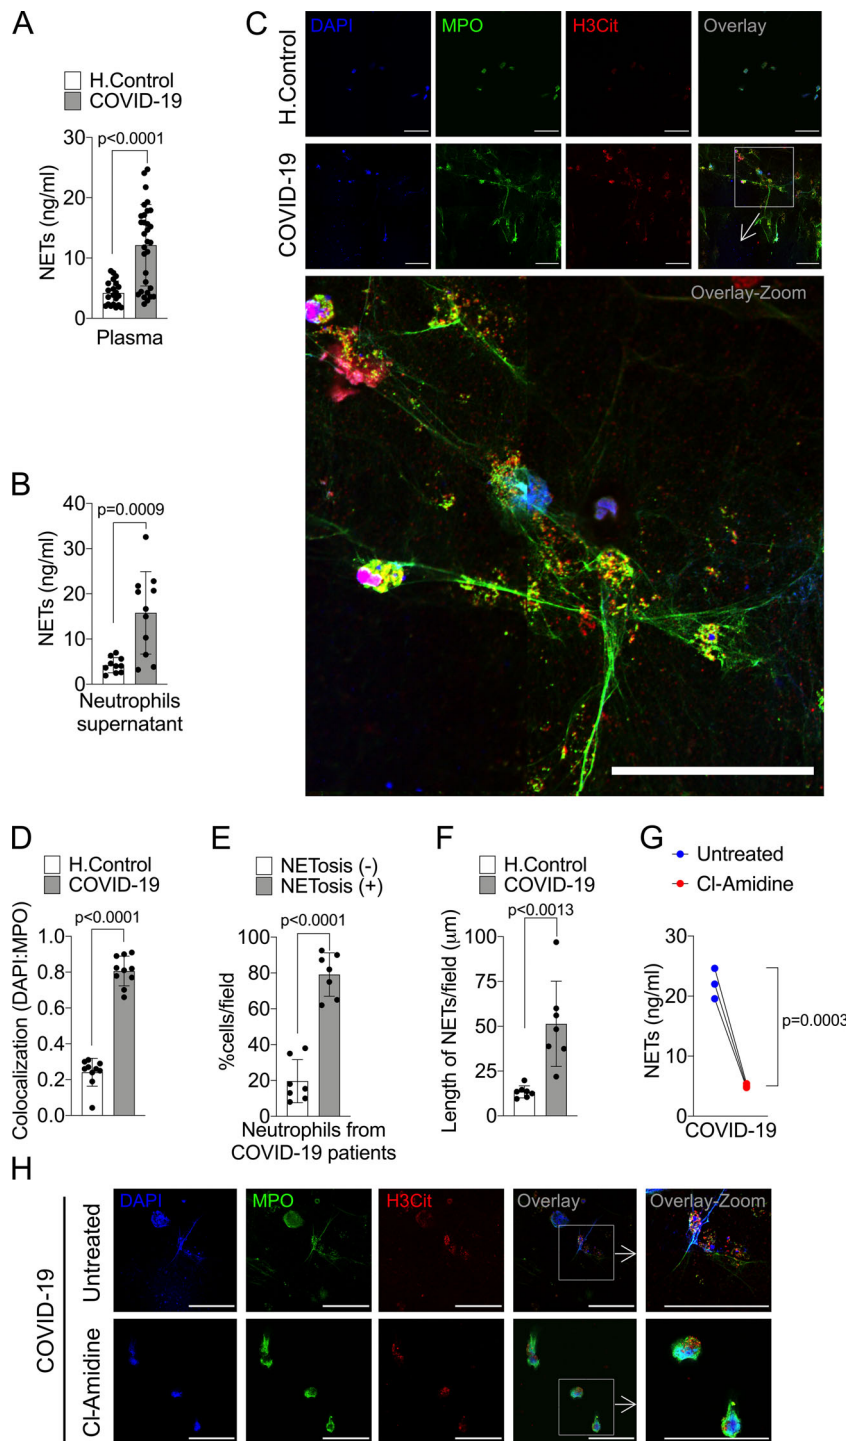 A
H.Control
COVID-19
p<0.0001
30
20
10
0
NETs (ng/ml)
Plasma
B
p=0.0009
40
30
20
10
0
NETs (ng/ml)
Neutrophils
supernatant
C
DAPI
MPO
H3Cit
Overlay
H.Control
COVID-19
Overlay-Zoom
D
H.Control
COVID-19
p<0.0001
1.0
0.8
0.6
0.4
0.2
0.0
Colocalization (DAPI:MPO)
E
NETosis (-)
NETosis (+)
p<0.0001
100
80
60
40
20
0
%cells/field
Neutrophils from
COVID-19 patients
F
H.Control
COVID-19
p<0.0013
100
75
50
25
0
Length of NETs/field (µm)
G
Untreated
Cl-Amidine
30
20
10
0
NETs (ng/ml)
p=0.0003
COVID-19
H
DAPI
MPO
H3Cit
Overlay
Overlay-Zoom
COVID-19
Untreated
Cl-Amidine